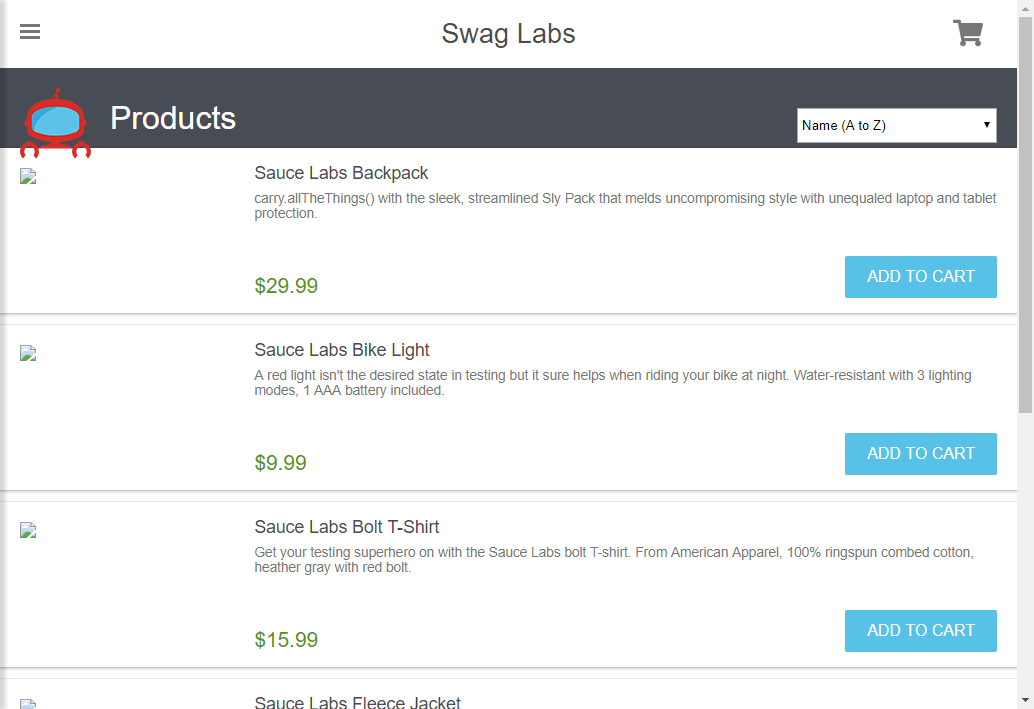 Swag Labs
Products
Name (A to Z)
Sauce Labs Backpack
carry.allTheThings() with the sleek, streamlined Sly Pack that melds uncompromising style with unequaled laptop and tablet
protection.
$29.99
ADD TO CART
Sauce Labs Bike Light
A red light isn't the desired state in testing but it sure helps when riding your bike at night. Water-resistant with 3 lighting
modes, 1 AAA battery included.
$9.99
ADD TO CART
Sauce Labs Bolt T-Shirt
Get your testing superhero on with the Sauce Labs bolt T-shirt. From American Apparel, 100% ringspun combed cotton,
heather gray with red bolt.
$15.99
ADD TO CART
Sauce Labs Fleece Jacket